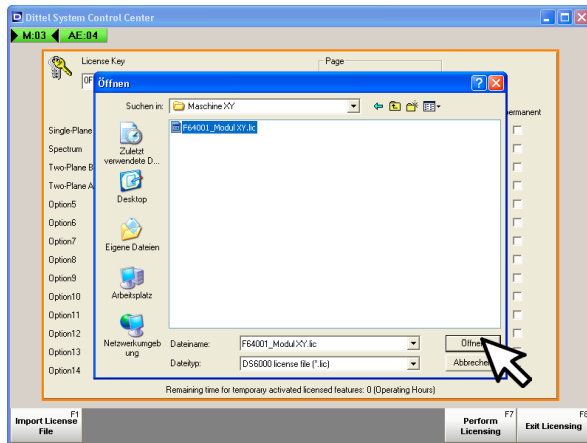 Dittel System Control Center
M:03 AE:04
License Key
Page
0F
Öffnen
Suchen in:
Maschine XY
ermanent
F64001_Modul XY.lic
Single-Plane
Spectrum
Two-Plane B
Two-Plane A
Option5
Option6
Option7
Option8
Option9
Option10
Option11
Option12
Option13
Option14
Zuletzt
verwendete D...
Desktop
Eigene Dateien
Arbeitsplatz
Netzwerkumgeb
ung
Dateiname:
F64001_Modul XY.lic
Öffnen
Dateityp:
DS6000 license file (*.lic)
Abbrechen
Remaining time for temporary activated licensed features: 0 (Operating Hours)
F1
Import License
File
F7
Perform
Licensing
F8
Exit Licensing